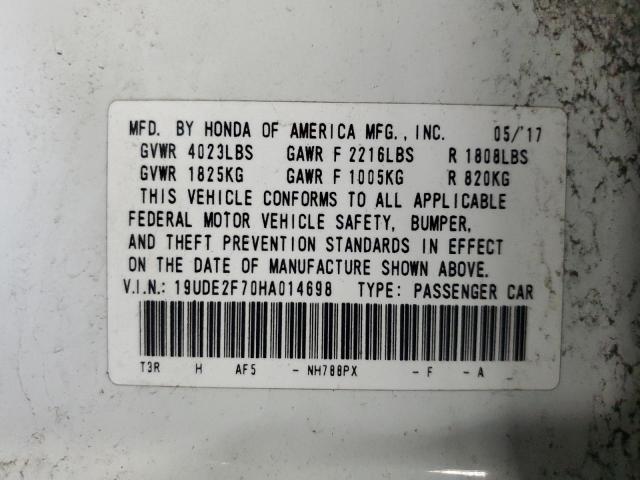 MFD. BY HONDA OF AMERICA MFG., INC. 05/'17
GVWR 4023LBS GAWR F 2216LBS R 1808LBS
GVWR 1825KG GAWR F 1005KG R 820KG
THIS VEHICLE CONFORMS TO ALL APPLICABLE
FEDERAL MOTOR VEHICLE SAFETY, BUMPER,
AND THEFT PREVENTION STANDARDS IN EFFECT
ON THE DATE OF MANUFACTURE SHOWN ABOVE.
V.I.N.: 19UDE2F70HA014698 TYPE: PASSENGER CAR
T3R H AF5 - NH788PX - F - A _